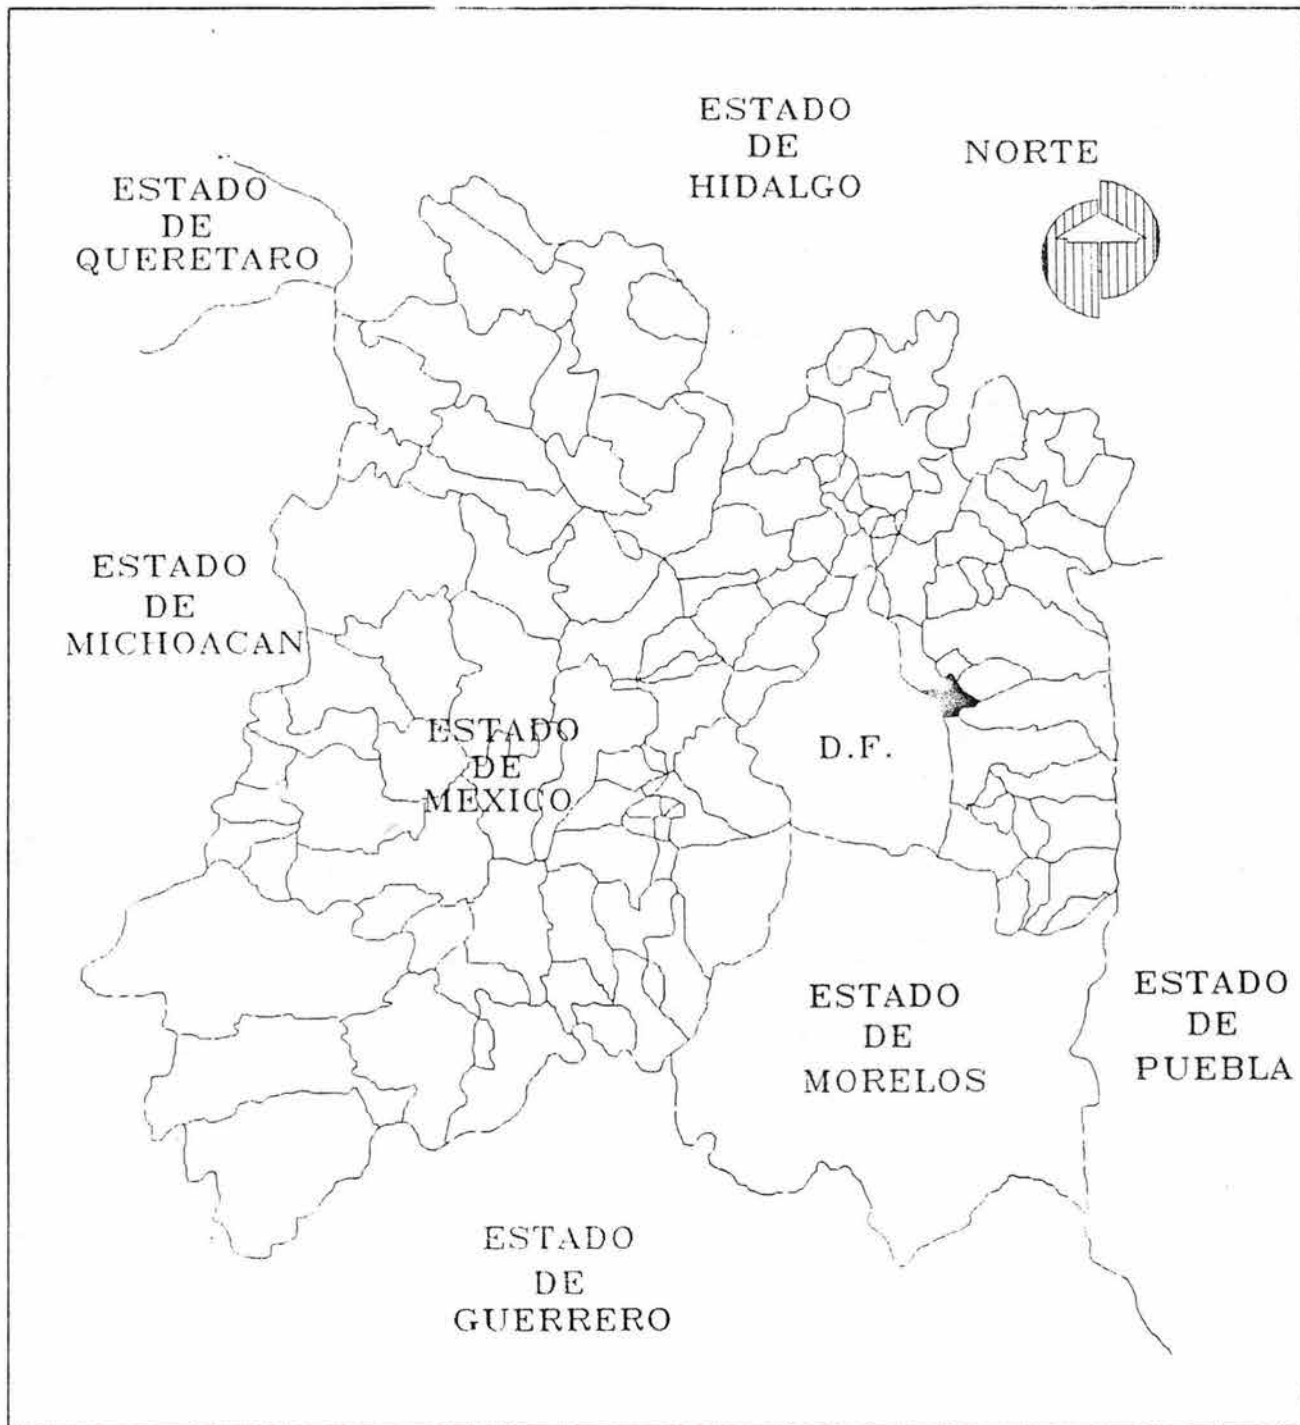 ESTADO
DE
HIDALGO
NORTE
ESTADO
DE
QUERETARO
ESTADO
DE
MICHOACAN
ESTADO
DE
MEXICO
D.F.
ESTADO
DE
MORELOS
ESTADO
DE
PUEBLA
ESTADO
DE
GUERRERO